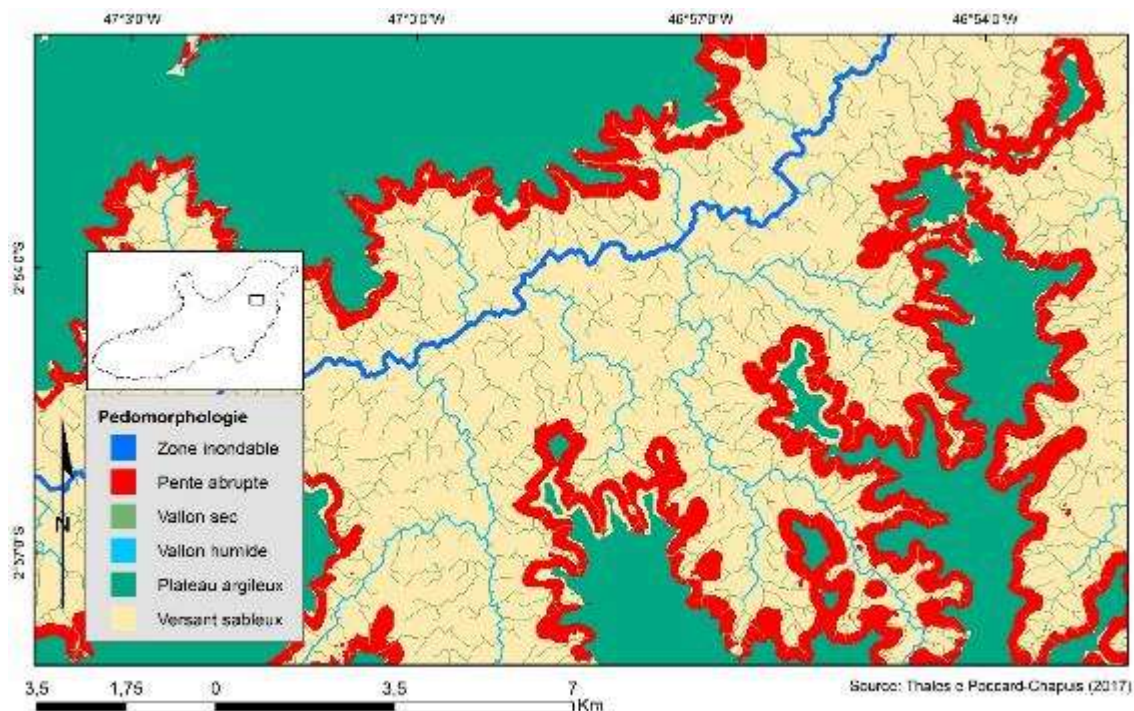 47°3'0"W 47°3'0"W 46°57'0"W 46°54'0"W
2°54'0"S
2°57'0"S
Pedomorphologie
Zone inondable
Pente abrupte
Vallon sec
Vallon humide
Plateau argileux
Versant sableux
N
3,5 1,75 0 3,5 7
Km
Source: Thales e Poccard-Chapuis (2017)